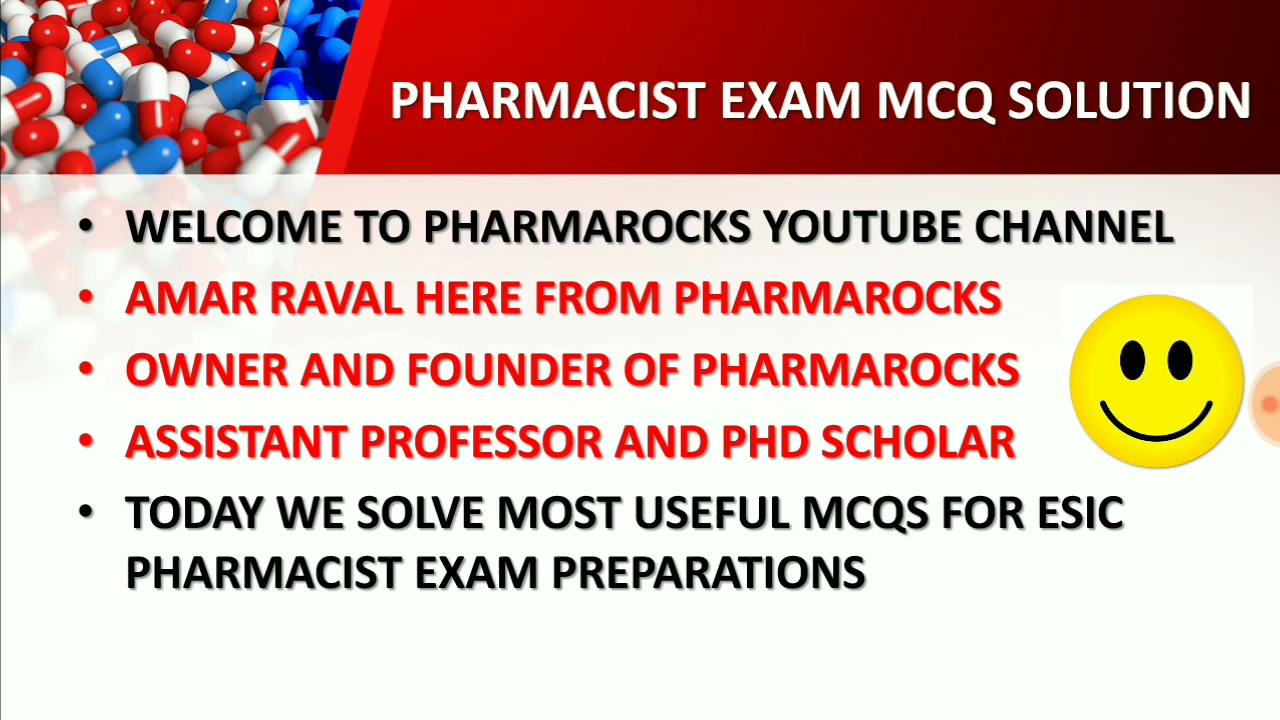 PHARMACIST EXAM MCQ SOLUTION
• WELCOME TO PHARMAROCKS YOUTUBE CHANNEL
• AMAR RAVAL HERE FROM PHARMAROCKS
• OWNER AND FOUNDER OF PHARMAROCKS
• ASSISTANT PROFESSOR AND PHD SCHOLAR
• TODAY WE SOLVE MOST USEFUL MCQS FOR ESIC
PHARMACIST EXAM PREPARATIONS